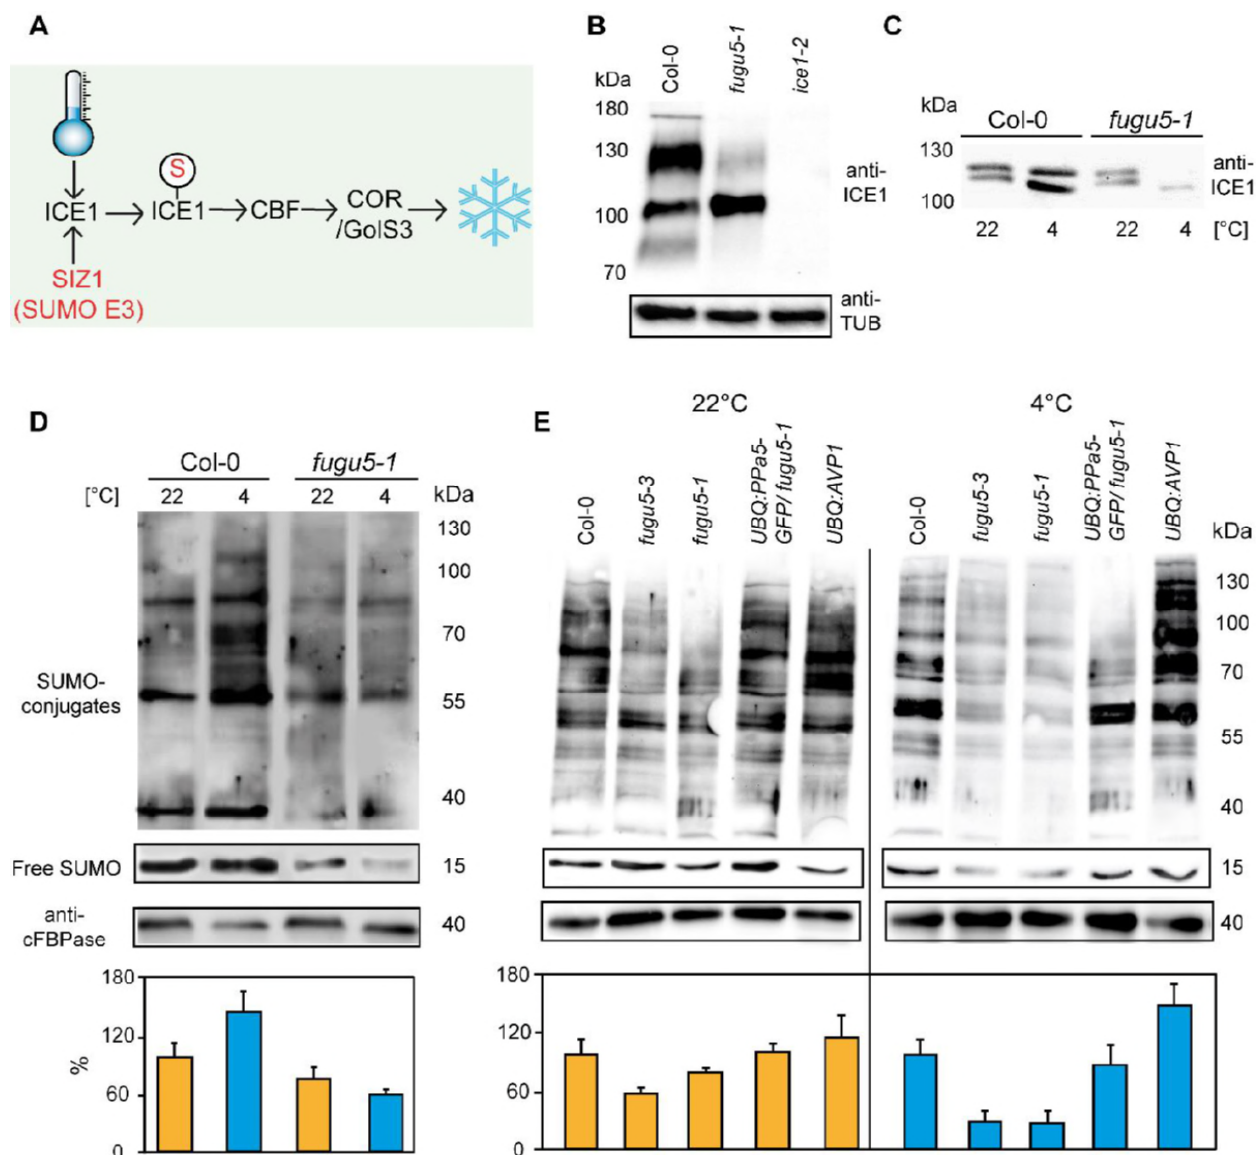 A
S
ICE1
ICE1
CBF
COR
/GolS3
SIZ1
(SUMO E3)
B
kDa
Col-0
fugu5-1
ice1-2
180
130
100
70
anti-
ICE1
anti-
TUB
C
kDa
Col-0
fugu5-1
130
100
anti-
ICE1
22
4
22
4
[°C]
D
Col-0
fugu5-1
[°C]
22
4
22
4
kDa
130
100
70
55
40
SUMO-
conjugates
Free SUMO
15
anti-
cFBPase
40
180
120
60
0
%
E
22°C
4°C
Col-0
fugu5-3
fugu5-1
UBQ:PPa5-
GFP/fugu5-1
UBQ:AVP1
Col-0
fugu5-3
fugu5-1
UBQ:PPa5-
GFP/fugu5-1
UBQ:AVP1
kDa
130
100
70
55
40
15
40
180
120
60
0